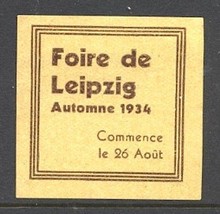 Foire de
Leipzig
Automne 1934
Commence
le 26 Août